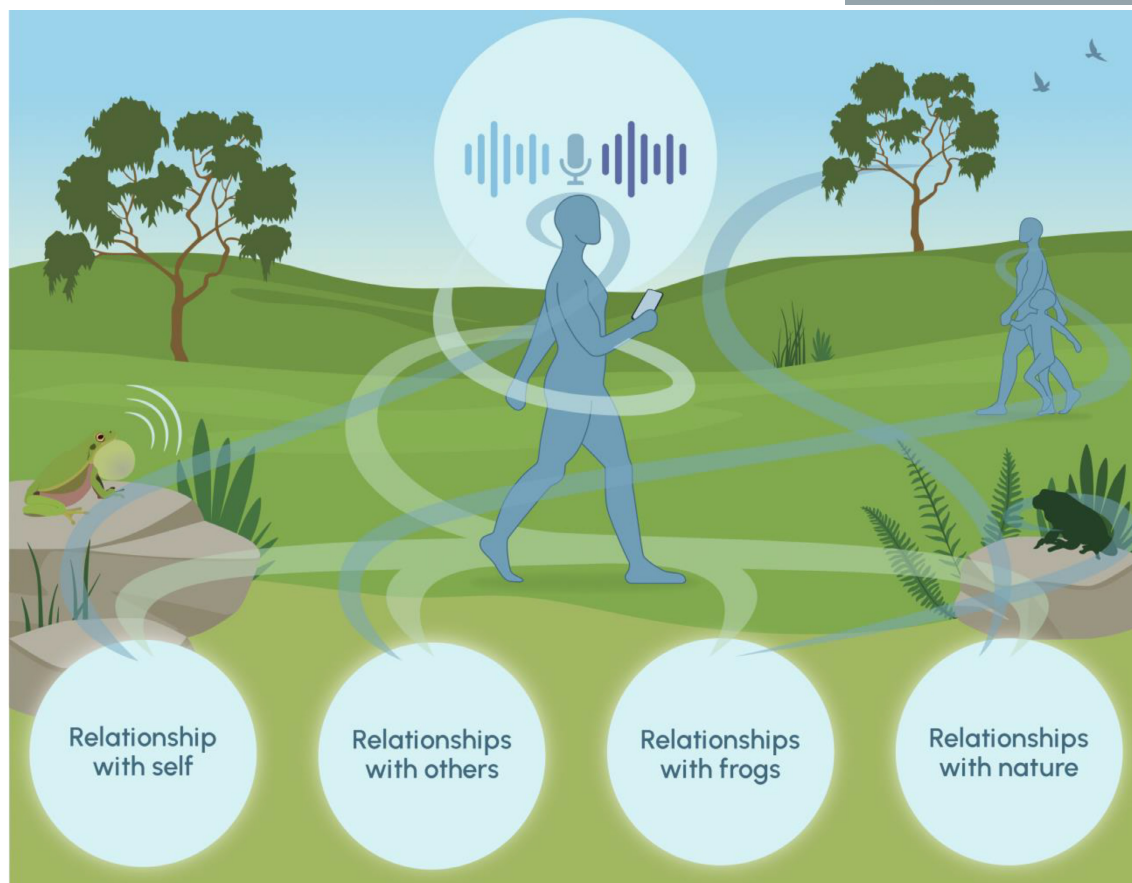 Relationship
with self
Relationships
with others
Relationships
with frogs
Relationships
with nature